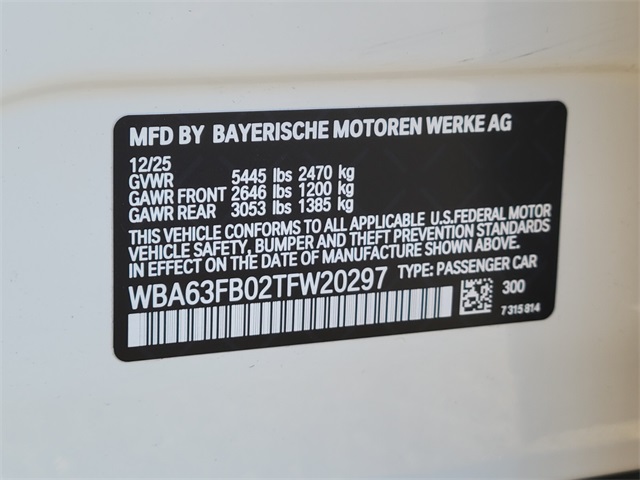 MFD BY BAYERISCHE MOTOREN WERKE AG
12/25
GVWR 5445 lbs 2470 kg
GAWR FRONT 2646 lbs 1200 kg
GAWR REAR 3053 lbs 1385 kg
THIS VEHICLE CONFORMS TO ALL APPLICABLE U.S.FEDERAL MOTOR
VEHICLE SAFETY, BUMPER AND THEFT PREVENTION STANDARDS
IN EFFECT ON THE DATE OF MANUFACTURE SHOWN ABOVE.
WBA63FB02TFW20297 TYPE: PASSENGER CAR
300
7 315 814